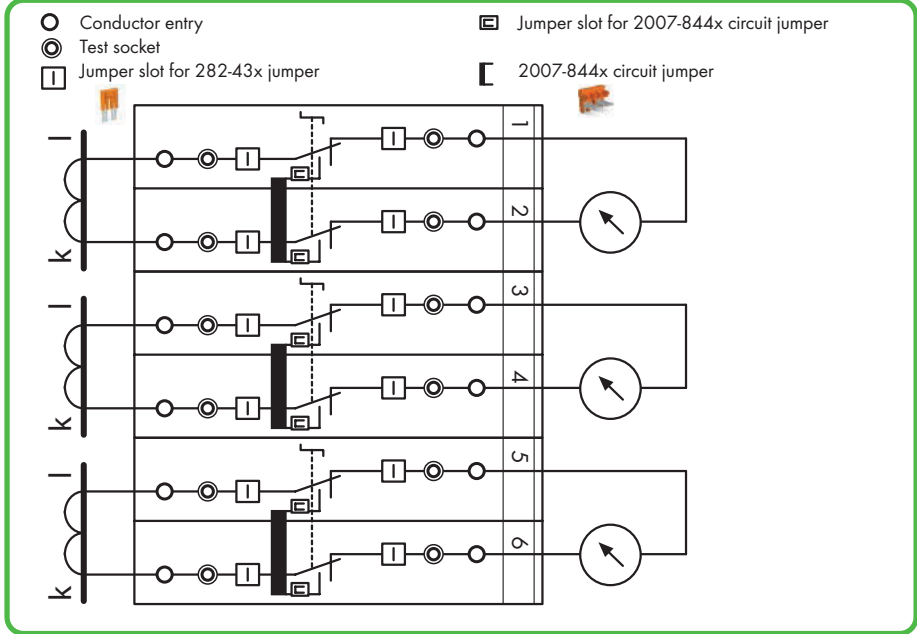 Conductor entry
Test socket
Jumper slot for 282-43x jumper
Jumper slot for 2007-844x circuit jumper
2007-844x circuit jumper
l
k
1
2
l
k
3
4
l
k
5
6